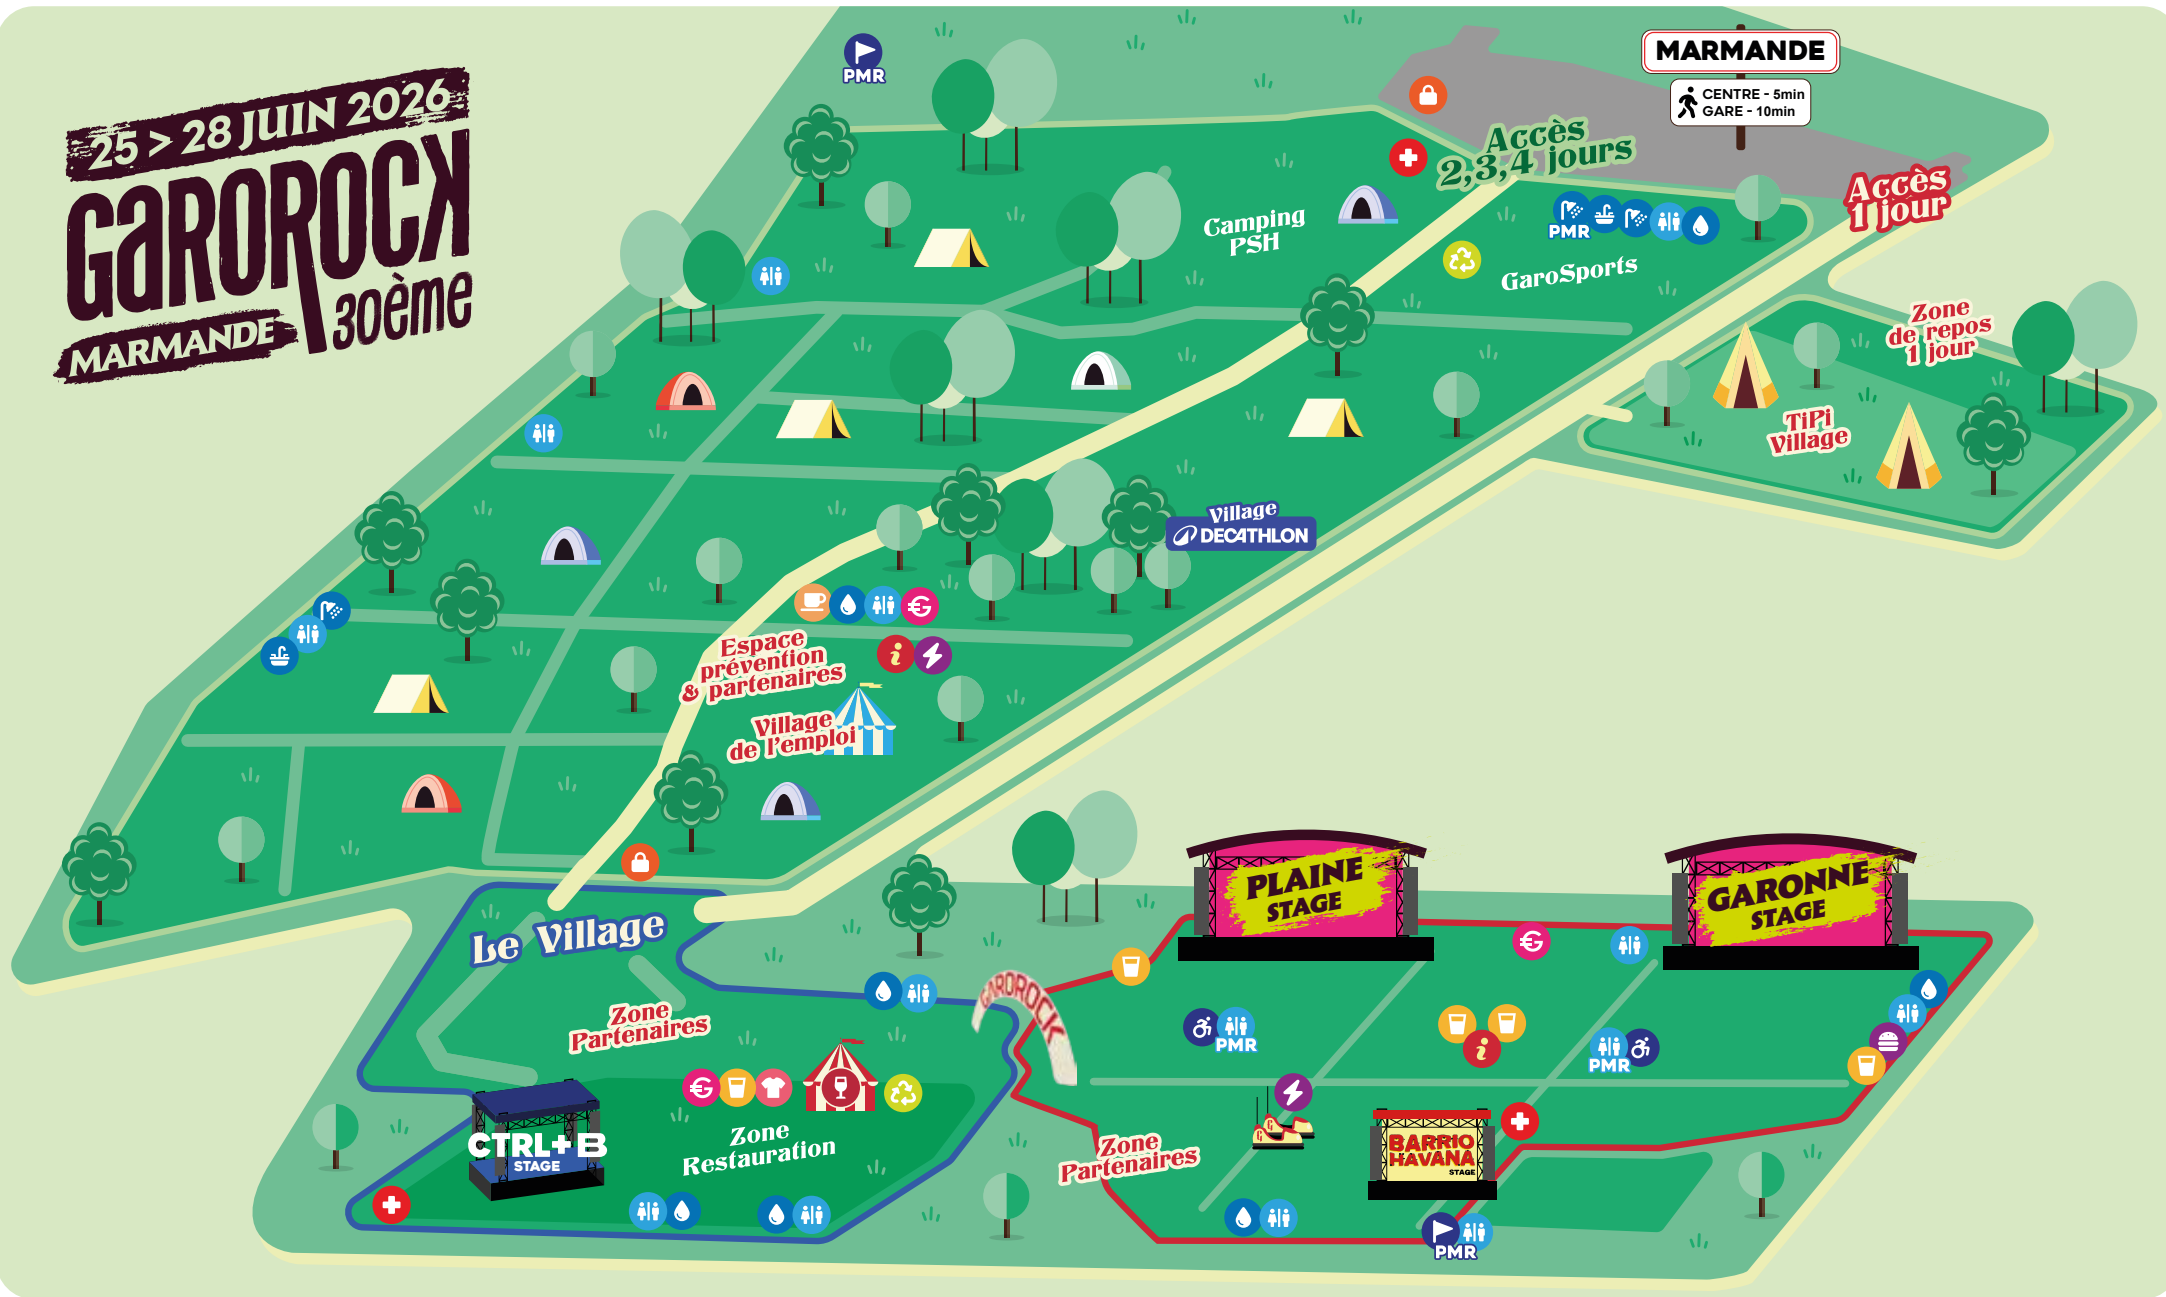 25 > 28 JUIN 2026
GAROROCK
30ème
MARMANDE
PMR
MARMANDE
CENTRE - 5min
GARE - 10min
Accès
2,3,4 jours
Accès
1 jour
Camping
PSH
PMR
GaroSports
Zone
de repos
1 jour
TiPi
Village
Village
DECATHLON
Espace
prévention
& partenaires
Village
de l'emploi
PLAINE
STAGE
GARONNE
STAGE
Le Village
Zone
Partenaires
GAROROCK
PMR
PMR
CTRL+B
STAGE
Zone
Restauration
Zone
Partenaires
BARRIO
HAVANA
STAGE
PMR